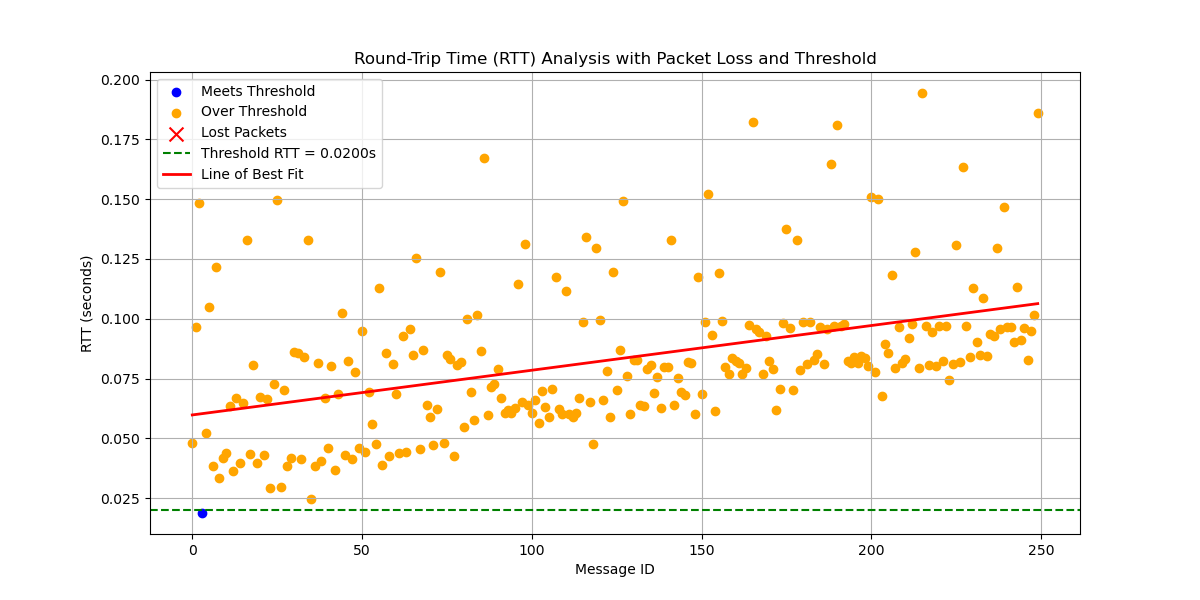 Round-Trip Time (RTT) Analysis with Packet Loss and Threshold
Meets Threshold
Over Threshold
Lost Packets
Threshold RTT = 0.0200s
Line of Best Fit
RTT (seconds)
0.200
0.175
0.150
0.125
0.100
0.075
0.050
0.025
0 50 100 150 200 250
Message ID